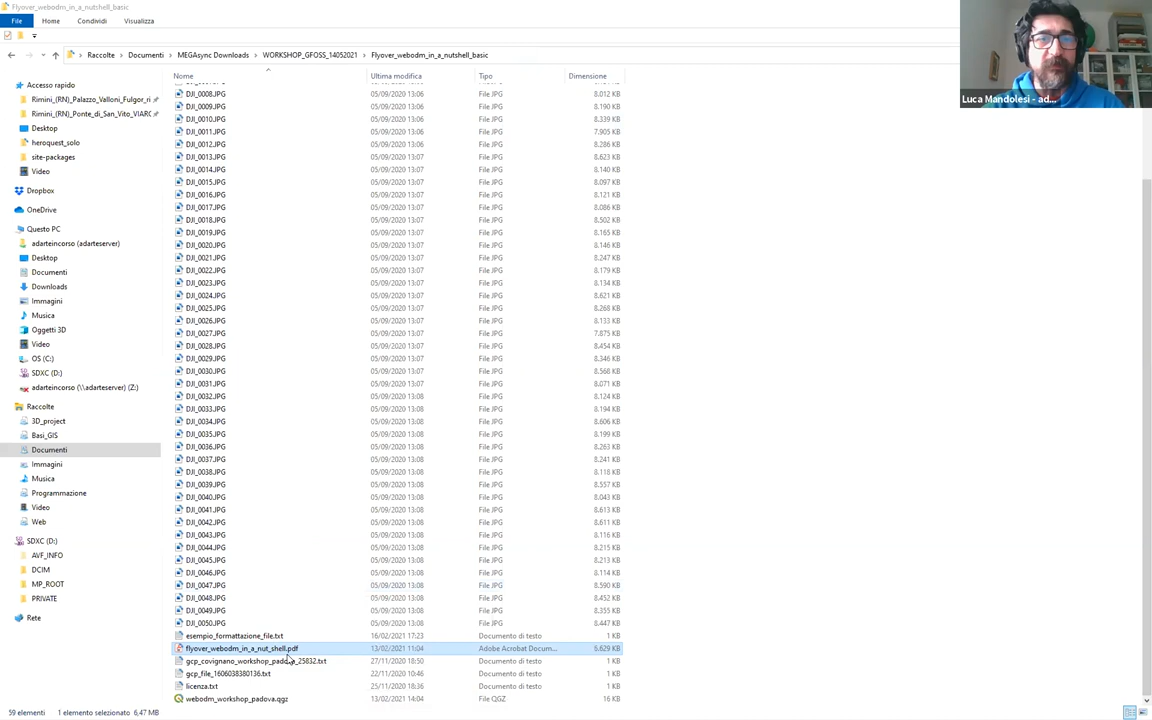 Flyover_webodm_in_a_nutshell_basic
File Home Condividi Visualizza
Raccolte Documenti MEGAsync Downloads WORKSHOP_GFOSS_14052021 Flyover_webodm_in_a_nutshell_basic
Luca Mandolesi - ad...
Accesso rapido
Rimini_(RN)_Palazzo_Valloni_Fulgor_ri
Rimini_(RN)_Ponte_di_San_Vito_VIARC
Desktop
heroquest_solo
site-packages
Video
Dropbox
OneDrive
Questo PC
adarteincorso (adarteserver)
Desktop
Documenti
Downloads
Immagini
Musica
Oggetti 3D
Video
OS (C:)
SDXC (D:)
adarteincorso (\\adarteserver) (Z:)
Raccolte
3D_project
Basi_GIS
Documenti
Immagini
Musica
Programmazione
Video
Web
SDXC (D:)
AVF_INFO
DCIM
MP_ROOT
PRIVATE
Rete
Nome Ultima modifica Tipo Dimensione
DJI_0008.JPG 05/09/2020 13:06 File JPG 8.012 KB
DJI_0009.JPG 05/09/2020 13:06 File JPG 8.190 KB
DJI_0010.JPG 05/09/2020 13:06 File JPG 8.339 KB
DJI_0011.JPG 05/09/2020 13:06 File JPG 7.905 KB
DJI_0012.JPG 05/09/2020 13:06 File JPG 8.286 KB
DJI_0013.JPG 05/09/2020 13:07 File JPG 8.623 KB
DJI_0014.JPG 05/09/2020 13:07 File JPG 8.140 KB
DJI_0015.JPG 05/09/2020 13:07 File JPG 8.097 KB
DJI_0016.JPG 05/09/2020 13:07 File JPG 8.121 KB
DJI_0017.JPG 05/09/2020 13:07 File JPG 8.086 KB
DJI_0018.JPG 05/09/2020 13:07 File JPG 8.502 KB
DJI_0019.JPG 05/09/2020 13:07 File JPG 8.165 KB
DJI_0020.JPG 05/09/2020 13:07 File JPG 8.146 KB
DJI_0021.JPG 05/09/2020 13:07 File JPG 8.247 KB
DJI_0022.JPG 05/09/2020 13:07 File JPG 8.179 KB
DJI_0023.JPG 05/09/2020 13:07 File JPG 8.134 KB
DJI_0024.JPG 05/09/2020 13:07 File JPG 8.621 KB
DJI_0025.JPG 05/09/2020 13:07 File JPG 8.268 KB
DJI_0026.JPG 05/09/2020 13:07 File JPG 8.133 KB
DJI_0027.JPG 05/09/2020 13:07 File JPG 7.875 KB
DJI_0028.JPG 05/09/2020 13:07 File JPG 8.454 KB
DJI_0029.JPG 05/09/2020 13:07 File JPG 8.346 KB
DJI_0030.JPG 05/09/2020 13:07 File JPG 8.568 KB
DJI_0031.JPG 05/09/2020 13:07 File JPG 8.071 KB
DJI_0032.JPG 05/09/2020 13:08 File JPG 8.124 KB
DJI_0033.JPG 05/09/2020 13:08 File JPG 8.194 KB
DJI_0034.JPG 05/09/2020 13:08 File JPG 8.606 KB
DJI_0035.JPG 05/09/2020 13:08 File JPG 8.199 KB
DJI_0036.JPG 05/09/2020 13:08 File JPG 8.263 KB
DJI_0037.JPG 05/09/2020 13:08 File JPG 8.241 KB
DJI_0038.JPG 05/09/2020 13:08 File JPG 8.118 KB
DJI_0039.JPG 05/09/2020 13:08 File JPG 8.253 KB
DJI_0040.JPG 05/09/2020 13:08 File JPG 8.043 KB
DJI_0041.JPG 05/09/2020 13:08 File JPG 8.613 KB
DJI_0042.JPG 05/09/2020 13:08 File JPG 8.611 KB
DJI_0043.JPG 05/09/2020 13:08 File JPG 8.116 KB
DJI_0044.JPG 05/09/2020 13:08 File JPG 8.215 KB
DJI_0045.JPG 05/09/2020 13:08 File JPG 8.213 KB
DJI_0046.JPG 05/09/2020 13:08 File JPG 8.114 KB
DJI_0047.JPG 05/09/2020 13:08 File JPG 8.590 KB
DJI_0048.JPG 05/09/2020 13:08 File JPG 8.452 KB
DJI_0049.JPG 05/09/2020 13:08 File JPG 8.355 KB
DJI_0050.JPG 05/09/2020 13:08 File JPG 8.447 KB
esempio_formattazione_file.txt 16/02/2021 17:23 Documento di testo 1 KB
flyover_webodm_in_a_nut_shell.pdf 13/02/2021 11:04 Adobe Acrobat Docum... 6.629 KB
gcp_covignano_workshop_padova_25832.txt 27/11/2020 18:50 Documento di testo 1 KB
gcp_file_1606038380136.txt 22/11/2020 10:46 Documento di testo 1 KB
licenza.txt 25/11/2020 18:36 Documento di testo 1 KB
webodm_workshop_padova.qgz 13/02/2021 14:04 File QGZ 16 KB
59 elementi 1 elemento selezionato 6,47 MB